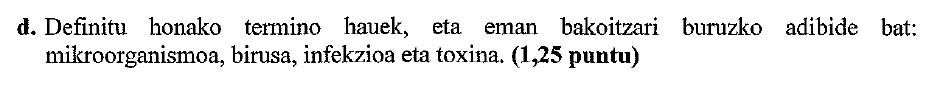 d. Definitu honako termino hauek, eta eman bakoitzari buruzko adibide bat:
mikroorganismoa, birusa, infekzioa eta toxina. (1,25 puntu)